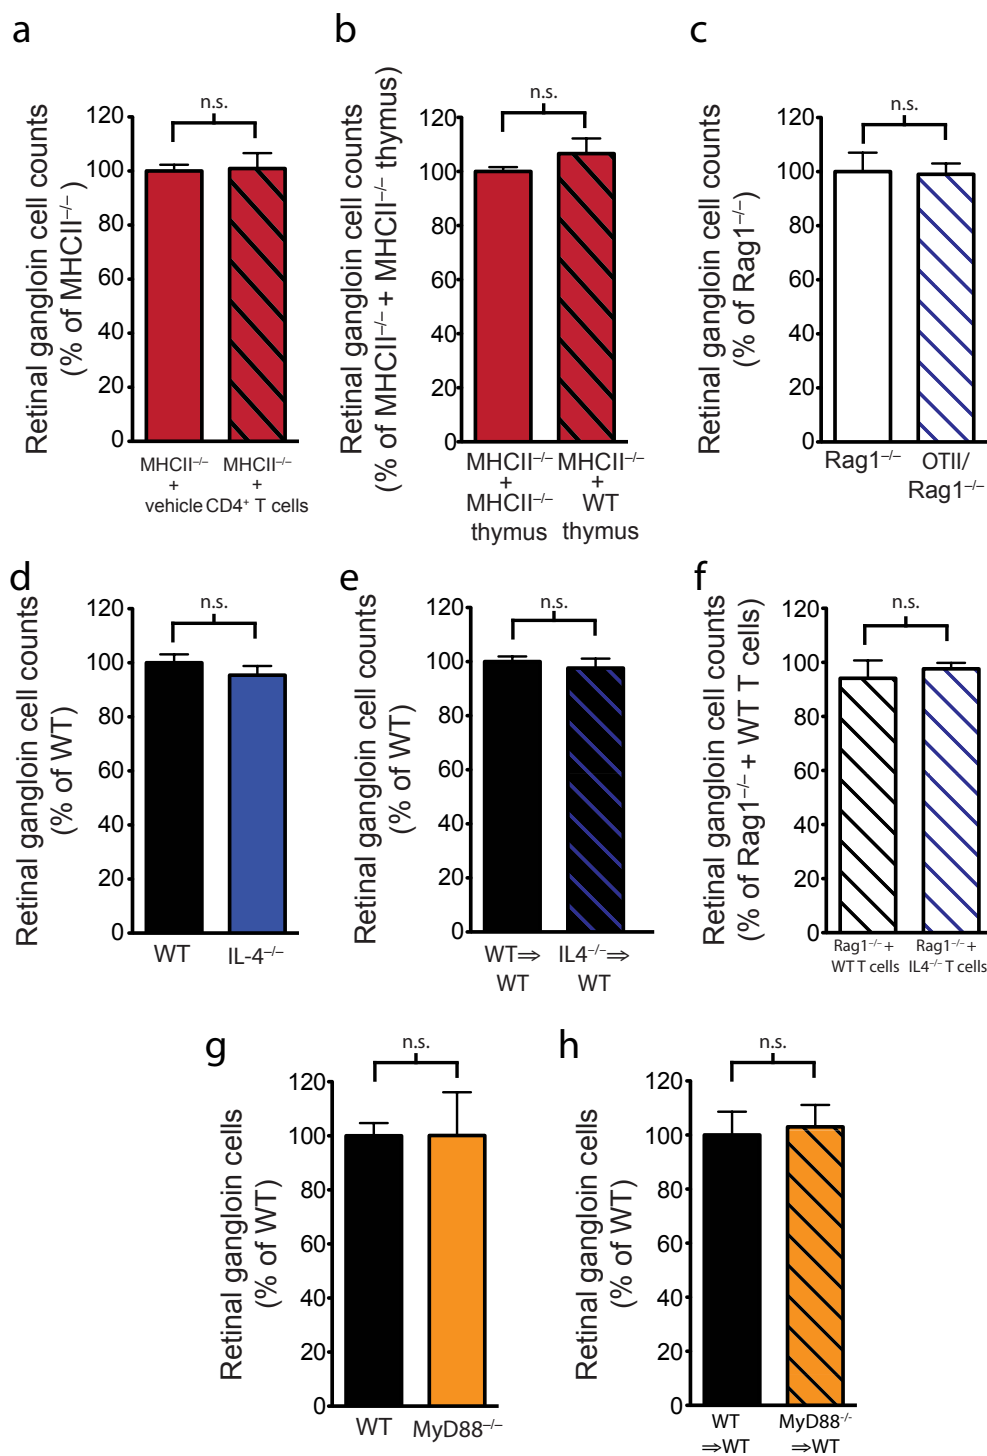 a
Retinal gangloin cell counts
(% of MHCII⁻/⁻)
120
100
80
60
40
20
0
n.s.
MHCII⁻/⁻
+
vehicle
MHCII⁻/⁻
+
CD4⁺ T cells
b
Retinal gangloin cell counts
(% of MHCII⁻/⁻ + MHCII⁻/⁻ thymus)
120
100
80
60
40
20
0
n.s.
MHCII⁻/⁻
+
MHCII⁻/⁻
thymus
MHCII⁻/⁻
+
WT
thymus
c
Retinal gangloin cell counts
(% of Rag1⁻/⁻)
120
100
80
60
40
20
0
n.s.
Rag1⁻/⁻
OTII/
Rag1⁻/⁻
d
Retinal gangloin cell counts
(% of WT)
120
100
80
60
40
20
0
n.s.
WT
IL-4⁻/⁻
e
Retinal gangloin cell counts
(% of WT)
120
100
80
60
40
20
0
n.s.
WT⇒
WT
IL4⁻/⁻⇒
WT
f
Retinal gangloin cell counts
(% of Rag1⁻/⁻ + WT T cells)
120
100
80
60
40
20
0
n.s.
Rag1⁻/⁻ +
WT T cells
Rag1⁻/⁻ +
IL4⁻/⁻ T cells
g
Retinal gangloin cells
(% of WT)
120
100
80
60
40
20
0
n.s.
WT
MyD88⁻/⁻
h
Retinal gangloin cells
(% of WT)
120
100
80
60
40
20
0
n.s.
WT
⇒WT
MyD88⁻/⁻
⇒WT